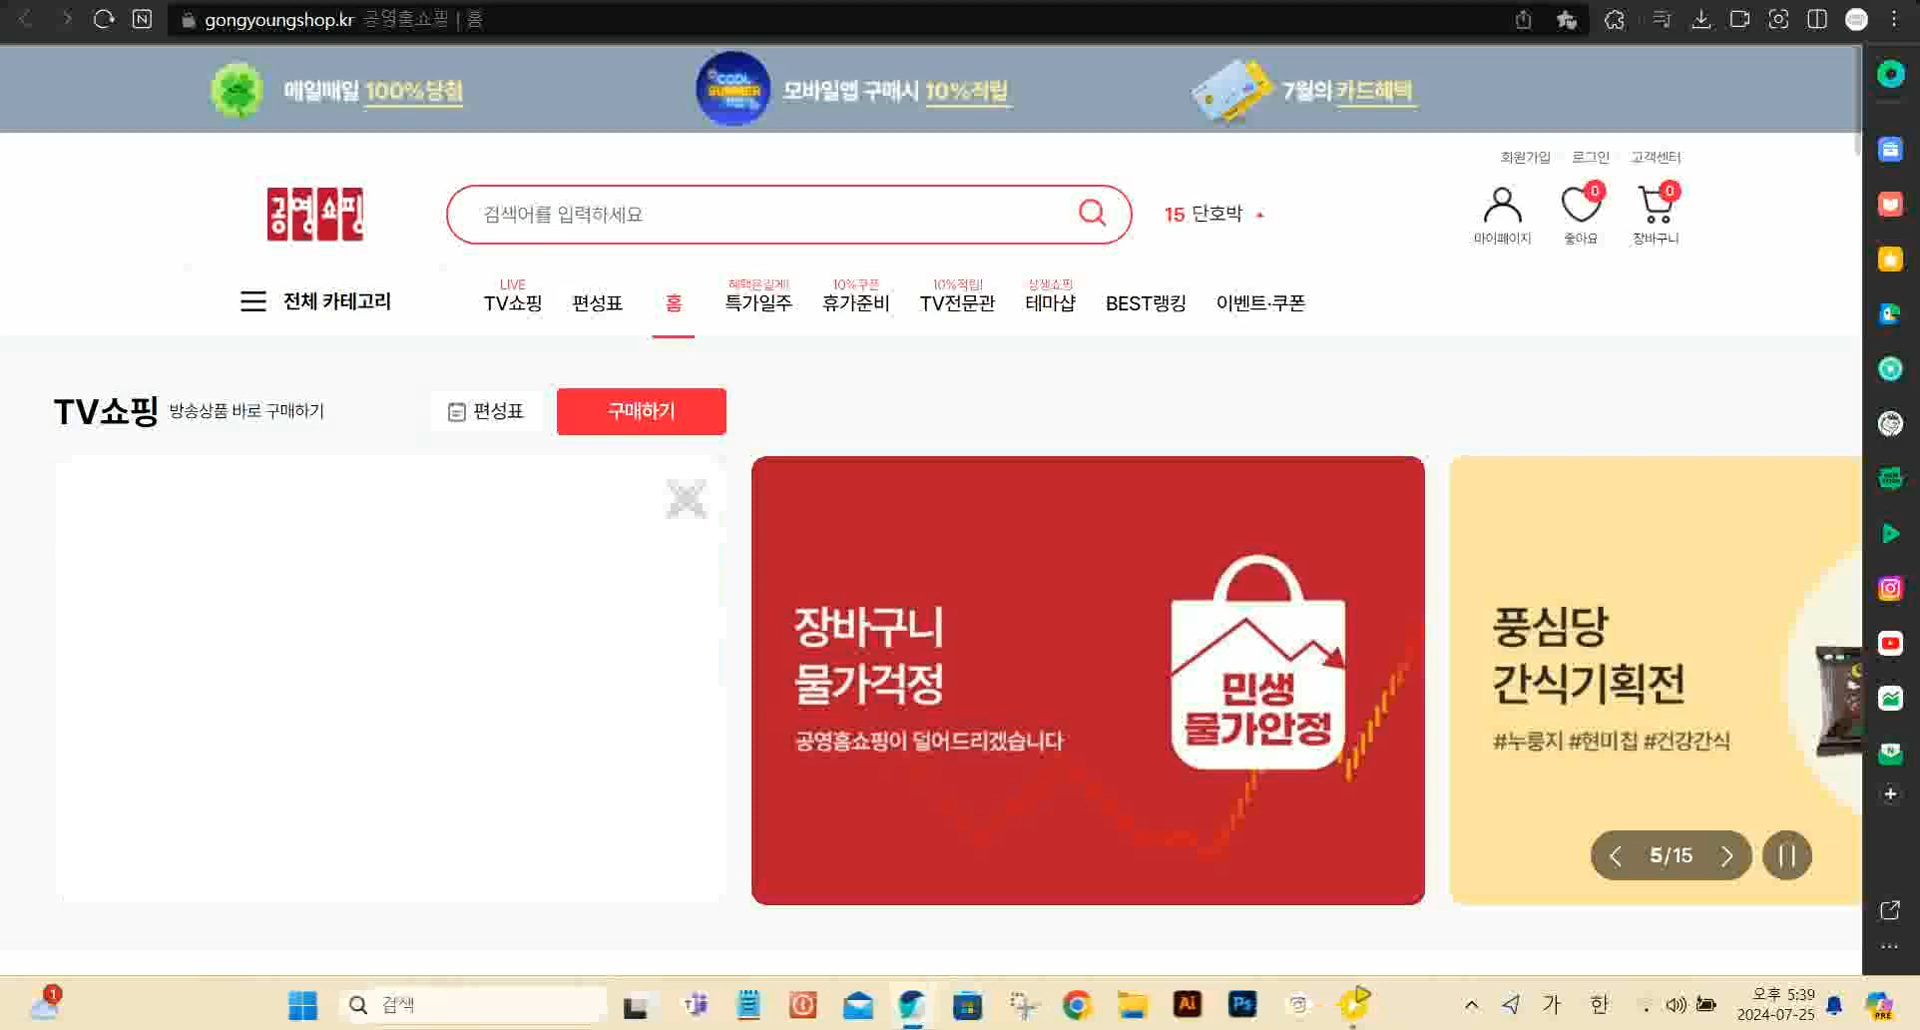 gongyoungshop.kr 공영홈쇼핑 | 홈
매일매일 100%당첨
모바일앱 구매시 10%적립
7월의 카드혜택
회원가입 로그인 고객센터
공영쇼핑
검색어를 입력하세요
15 단호박
0
0
마이페이지 좋아요 장바구니
전체 카테고리
LIVE
TV쇼핑
편성표
홈
혜택은길게!
특가일주
10%쿠폰
휴가준비
10%적립!
TV전문관
상생쇼핑
테마샵
BEST랭킹
이벤트·쿠폰
TV쇼핑 방송상품 바로 구매하기
편성표
구매하기
장바구니
물가걱정
공영홈쇼핑이 덜어드리겠습니다
민생
물가안정
풍심당
간식기획전
#누룽지 #현미칩 #건강간식
5/15
1
검색
Ai
Ps
가
한
오후 5:39
2024-07-25
PRE